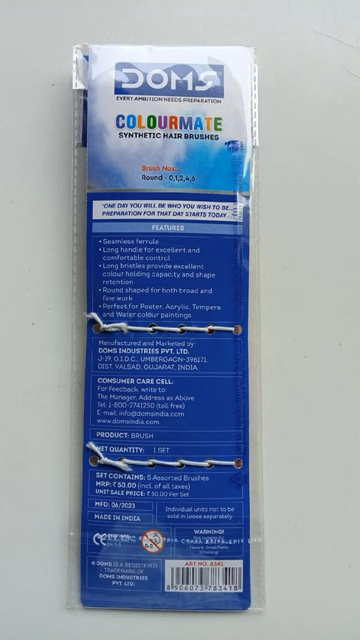 DOMS
EVERY AMBITION NEEDS PREPARATION
COLOURMATE
SYNTHETIC HAIR BRUSHES
Brush Nos.
Round - 0,1,2,4,6
"ONE DAY YOU WILL BE WHO YOU WISH TO BE.
PREPARATION FOR THAT DAY STARTS TODAY
FEATURES
• Seamless ferrule
• Long handle for excellent and
comfortable control
• Long bristles provide excellent
colour holding capacity and shape
retention
• Round shaped for both broad and
fine work
• Perfect for Poster, Acrylic, Tempera
and Water colour paintings
Manufactured and Marketed by:
DOMS INDUSTRIES PVT. LTD.
J-19, G.I.D.C., UMBERGAON-396171,
DIST. VALSAD, GUJARAT, INDIA.
CONSUMER CARE CELL:
For Feedback, write to:
The Manager, Address as Above
Tel: 1-800-2741250 (toll free)
E-mail: info@domsindia.com
www.domsindia.com
PRODUCT: BRUSH
NET QUANTITY: 1 SET
SET CONTAINS: 5 Assorted Brushes
MRP: ₹ 50.00 (incl. of all taxes)
UNIT SALE PRICE: ₹ 50.00 Per Set
MFD: 06/2023
Individual units not to be
sold in loose separately
MADE IN INDIA
CE
0-3
WARNING!
Hazard. Small Parts
(Choking)
® DOMS IS A REGISTERED
TRADEMARK OF
DOMS INDUSTRIES
PVT. LTD.
ART NO. 8341
8 906073 783418